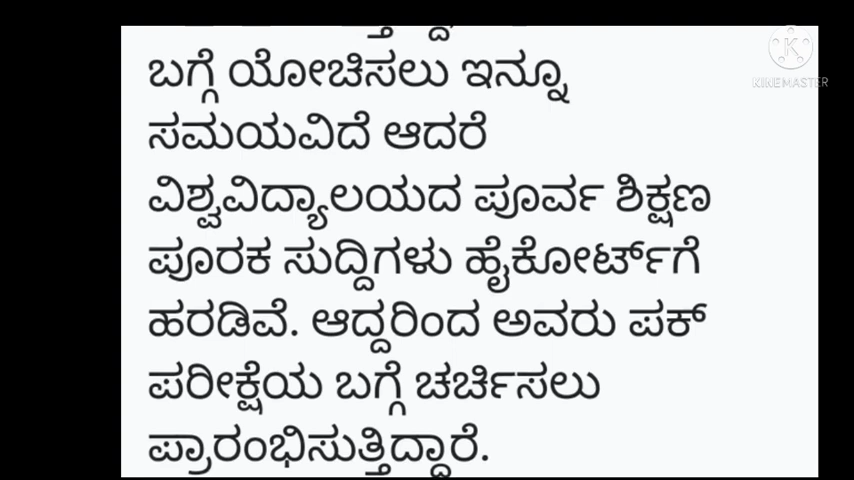 ಬಗ್ಗೆ ಯೋಚಿಸಲು ಇನ್ನೂ
KINEMASTER
ಸಮಯವಿದೆ ಆದರೆ
ವಿಶ್ವವಿದ್ಯಾಲಯದ ಪೂರ್ವ ಶಿಕ್ಷಣ
ಪೂರಕ ಸುದ್ದಿಗಳು ಹೈಕೋರ್ಟ್‌ಗೆ
ಹರಡಿವೆ. ಆದ್ದರಿಂದ ಅವರು ಪಕ್
ಪರೀಕ್ಷೆಯ ಬಗ್ಗೆ ಚರ್ಚಿಸಲು
ಪ್ರಾರಂಭಿಸುತ್ತಿದ್ದಾರೆ.